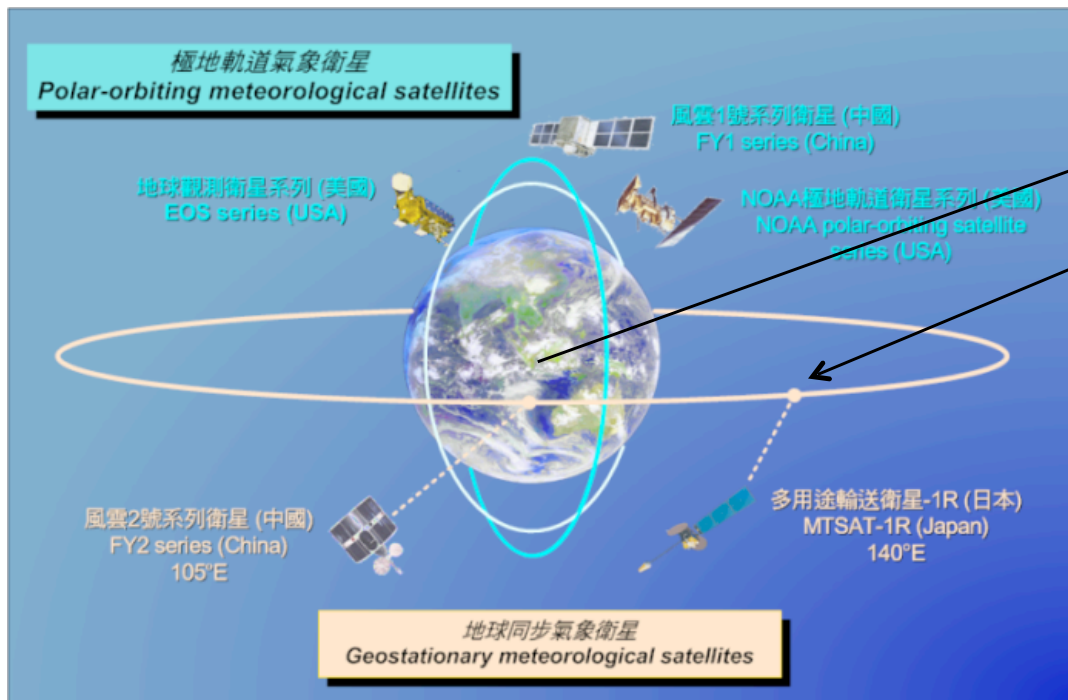 極地軌道氣象衛星
Polar-orbiting meteorological satellites
風雲1號系列衛星 (中國)
FY1 series (China)
地球觀測衛星系列 (美國)
EOS series (USA)
NOAA極地軌道衛星系列 (美國)
NOAA polar-orbiting satellite
series (USA)
風雲2號系列衛星 (中國)
FY2 series (China)
105°E
多用途輸送衛星-1R (日本)
MTSAT-1R (Japan)
140°E
地球同步氣象衛星
Geostationary meteorological satellites